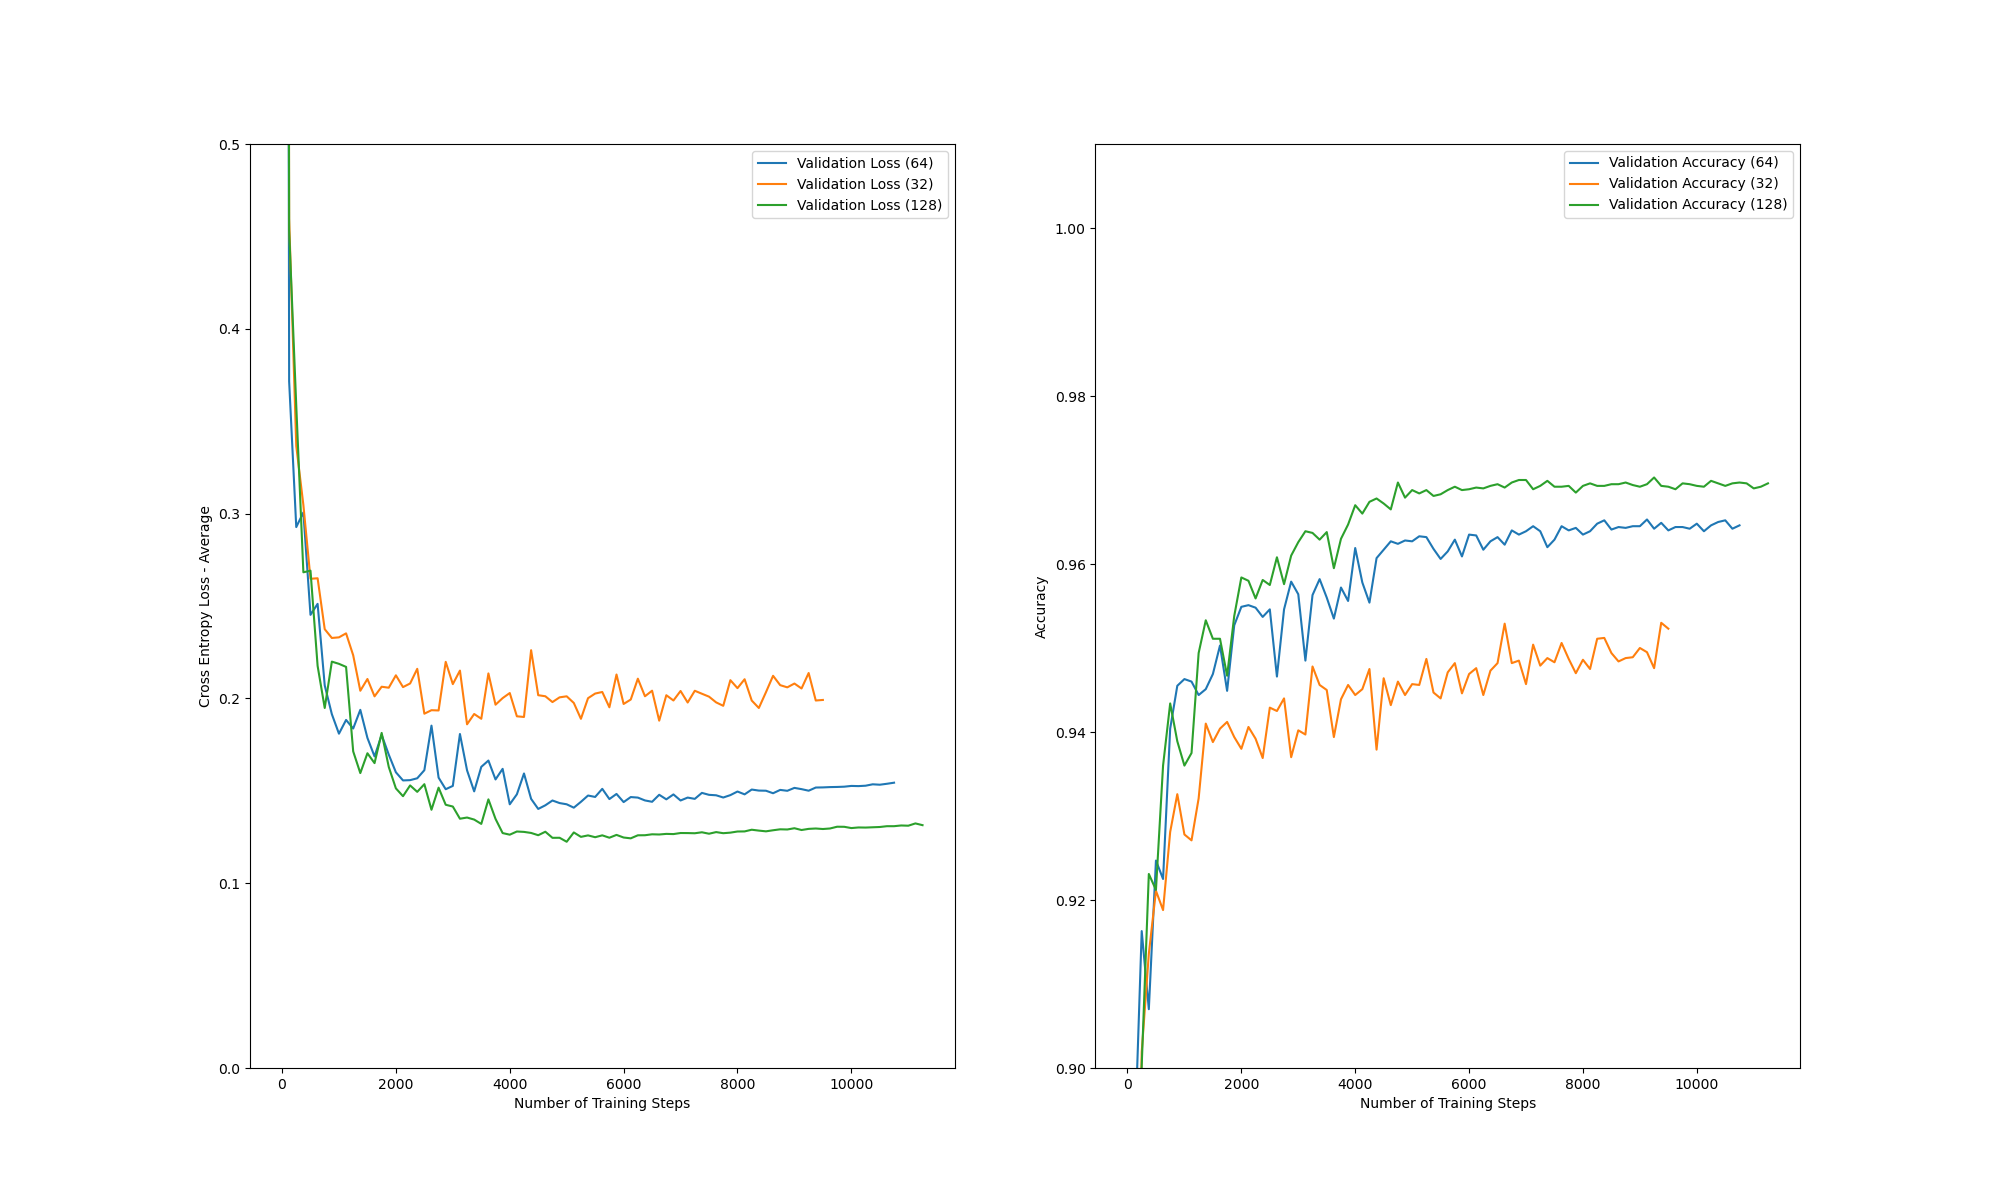 Validation Loss (64)
Validation Loss (32)
Validation Loss (128)
0.5
0.4
0.3
0.2
0.1
0.0
Cross Entropy Loss - Average
0 2000 4000 6000 8000 10000
Number of Training Steps
Validation Accuracy (64)
Validation Accuracy (32)
Validation Accuracy (128)
1.00
0.98
0.96
0.94
0.92
0.90
Accuracy
0 2000 4000 6000 8000 10000
Number of Training Steps